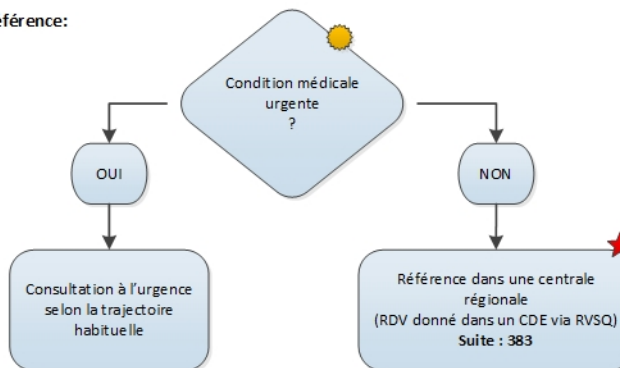 éférence:
Condition médicale
urgente
?
OUI
NON
Consultation à l'urgence
selon la trajectoire
habituelle
Référence dans une centrale
régionale
(RDV donné dans un CDE via RVSQ)
Suite : 383